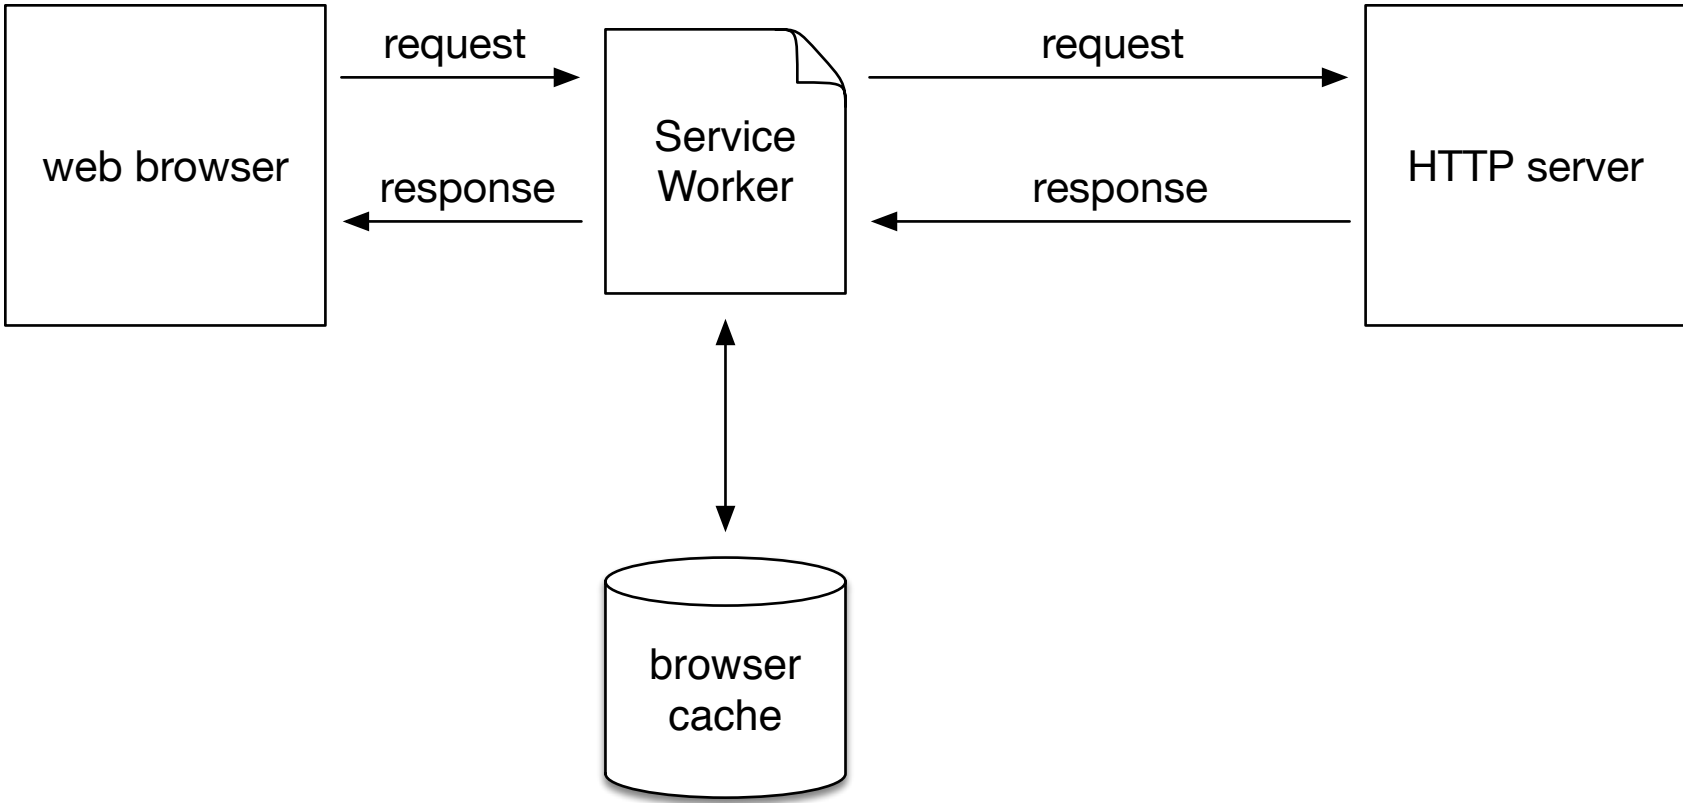 request
request
web browser
Service
Worker
HTTP server
response
response
browser
cache